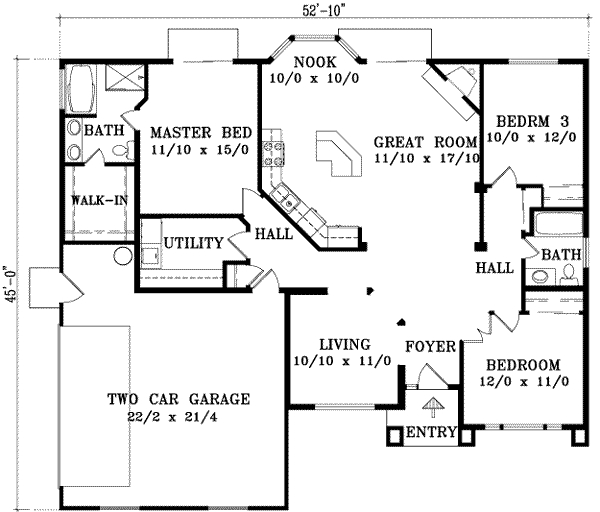 52'-10"
NOOK
10/0 x 10/0
BEDRM 3
10/0 x 12/0
BATH
MASTER BED
11/10 x 15/0
GREAT ROOM
11/10 x 17/10
WALK-IN
UTILITY
HALL
BATH
HALL
45'-0"
LIVING
10/10 x 11/0
FOYER
BEDROOM
12/0 x 11/0
TWO CAR GARAGE
22/2 x 21/4
ENTRY